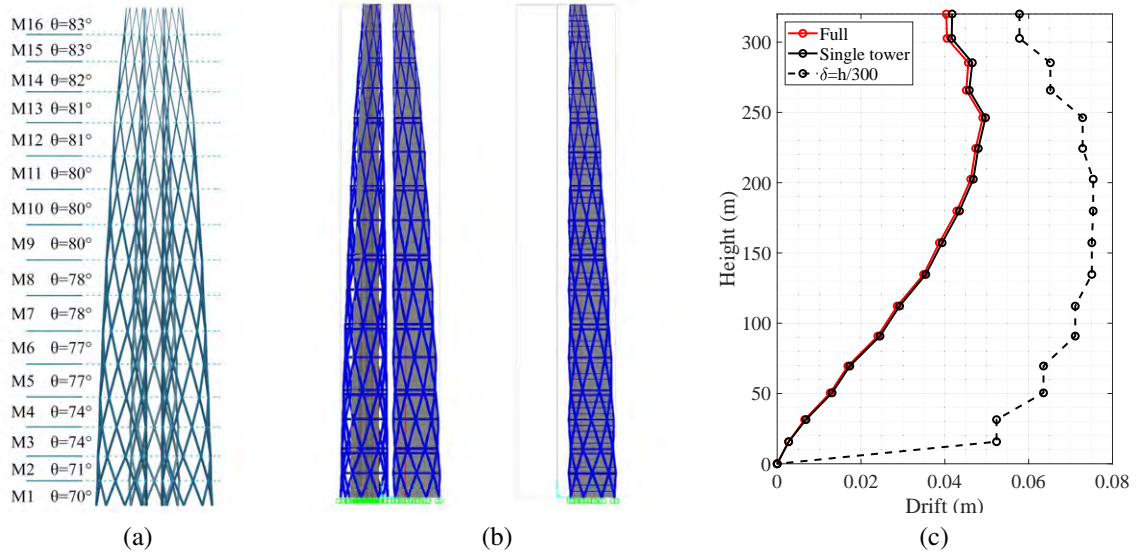 M16 θ=83°
M15 θ=83°
M14 θ=82°
M13 θ=81°
M12 θ=81°
M11 θ=80°
M10 θ=80°
M9 θ=80°
M8 θ=78°
M7 θ=78°
M6 θ=77°
M5 θ=77°
M4 θ=74°
M3 θ=74°
M2 θ=71°
M1 θ=70°
(a)
(b)
Full
Single tower
δ=h/300
300
250
200
150
100
50
0
Height (m)
0
0.02
0.04
0.06
0.08
Drift (m)
(c)